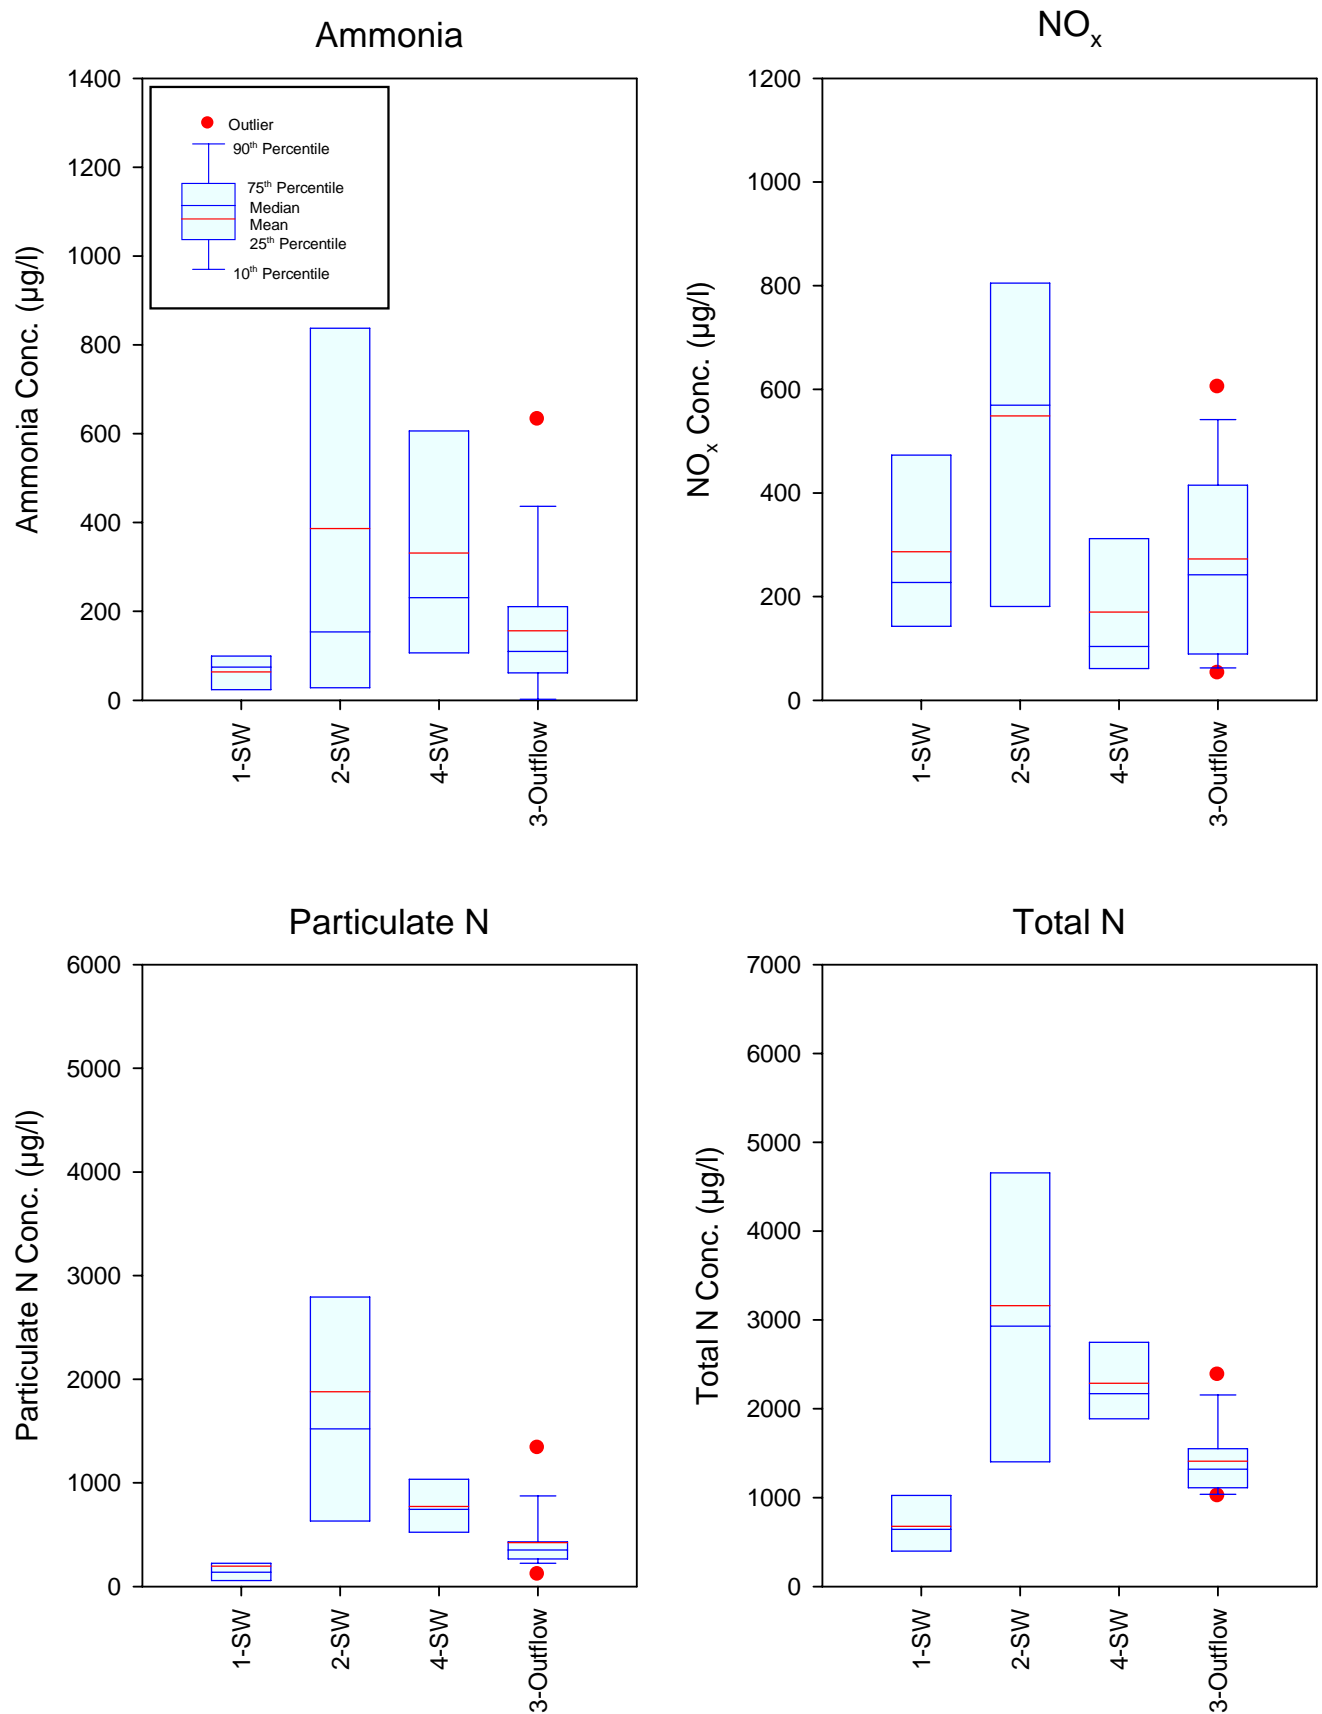 Ammonia
1400
1200
1000
800
600
400
200
0
Ammonia Conc. (µg/l)
Outlier
90th Percentile
75th Percentile
Median
Mean
25th Percentile
10th Percentile
1-SW
2-SW
4-SW
3-Outflow
NOx
1200
1000
800
600
400
200
0
NOx Conc. (µg/l)
1-SW
2-SW
4-SW
3-Outflow
Particulate N
6000
5000
4000
3000
2000
1000
0
Particulate N Conc. (µg/l)
1-SW
2-SW
4-SW
3-Outflow
Total N
7000
6000
5000
4000
3000
2000
1000
0
Total N Conc. (µg/l)
1-SW
2-SW
4-SW
3-Outflow